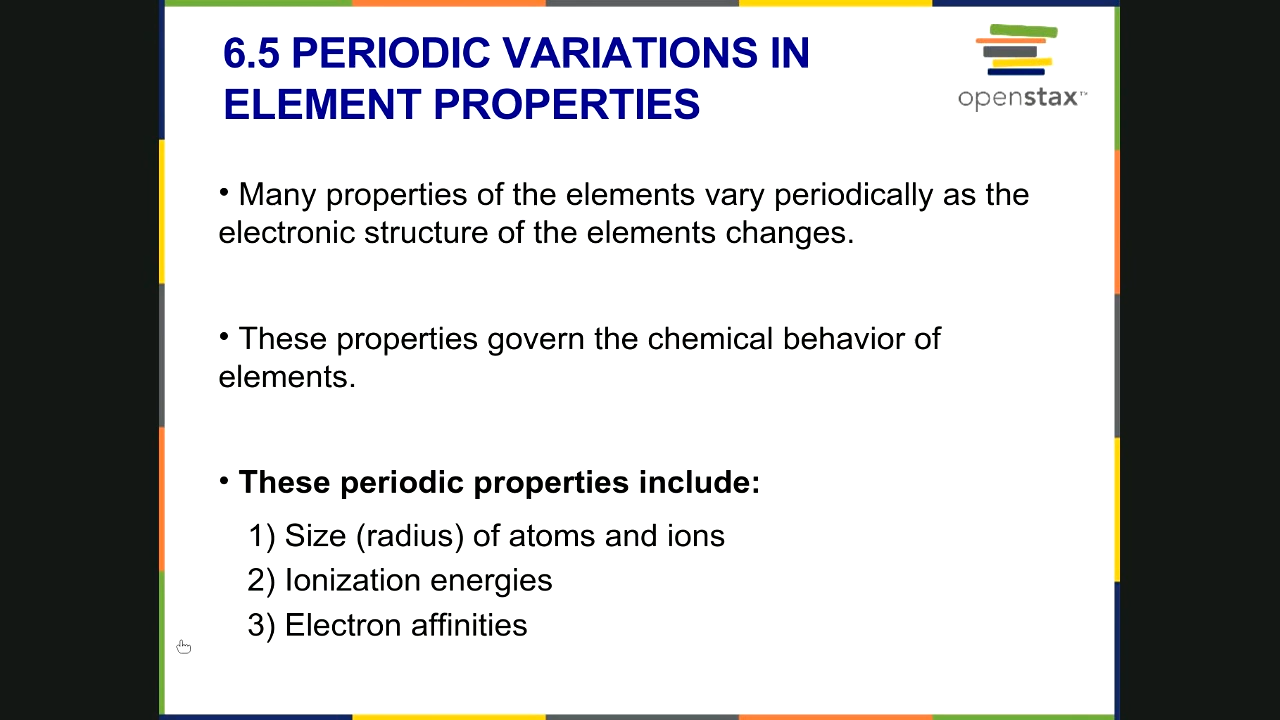 6.5 PERIODIC VARIATIONS IN
ELEMENT PROPERTIES
openstax™
• Many properties of the elements vary periodically as the
electronic structure of the elements changes.
• These properties govern the chemical behavior of
elements.
• These periodic properties include:
1) Size (radius) of atoms and ions
2) Ionization energies
3) Electron affinities